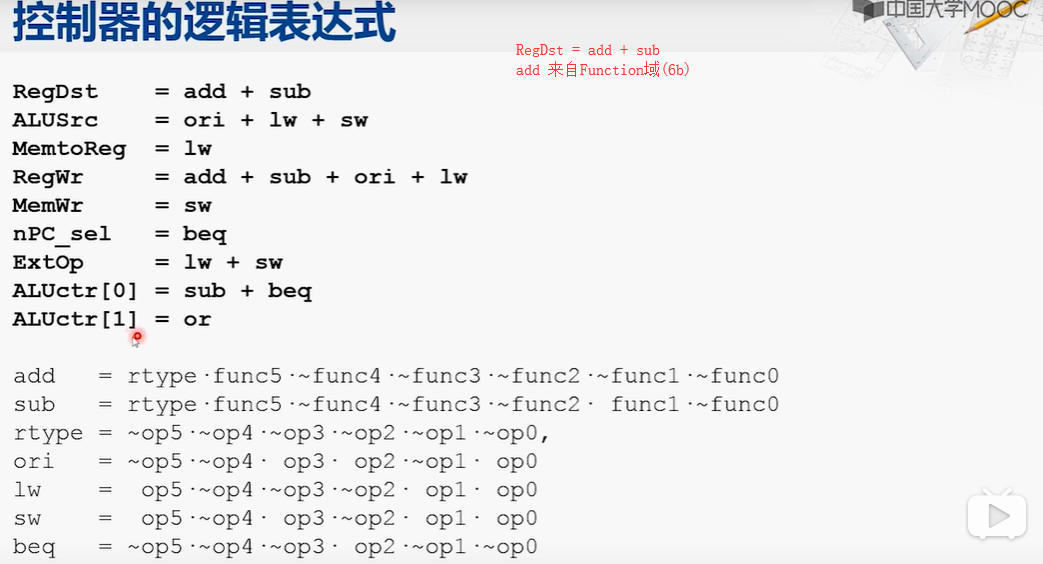 控制器的逻辑表达式
中国大学MOOC
RegDst = add + sub
add 来自Function域(6b)
RegDst = add + sub
ALUSrc = ori + lw + sw
MemtoReg = lw
RegWr = add + sub + ori + lw
MemWr = sw
nPC_sel = beq
ExtOp = lw + sw
ALUctr[0] = sub + beq
ALUctr[1] = or
add = rtype·func5·~func4·~func3·~func2·~func1·~func0
sub = rtype·func5·~func4·~func3·~func2· func1·~func0
rtype = ~op5·~op4·~op3·~op2·~op1·~op0,
ori = ~op5·~op4· op3· op2·~op1· op0
lw = op5·~op4·~op3·~op2· op1· op0
sw = op5·~op4· op3·~op2· op1· op0
beq = ~op5·~op4·~op3· op2·~op1·~op0